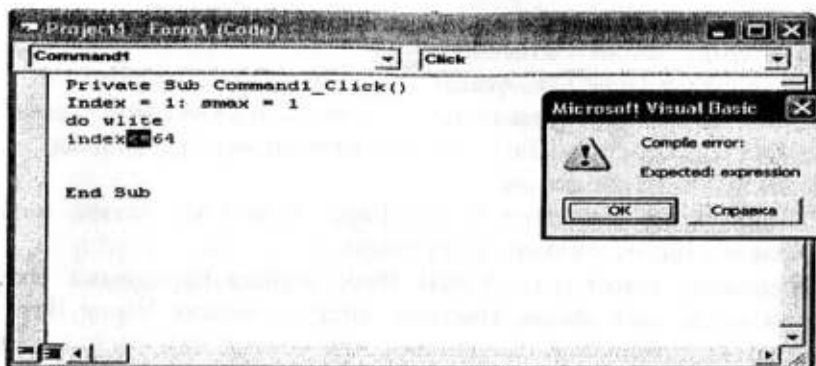 Project1 - Form1 (Code)
Command1
Click
Private Sub Command1_Click()
Index = 1: smax = 1
do wlite
index<=64
End Sub
Microsoft Visual Basic
Compile error:
Expected: expression
OK
Справка